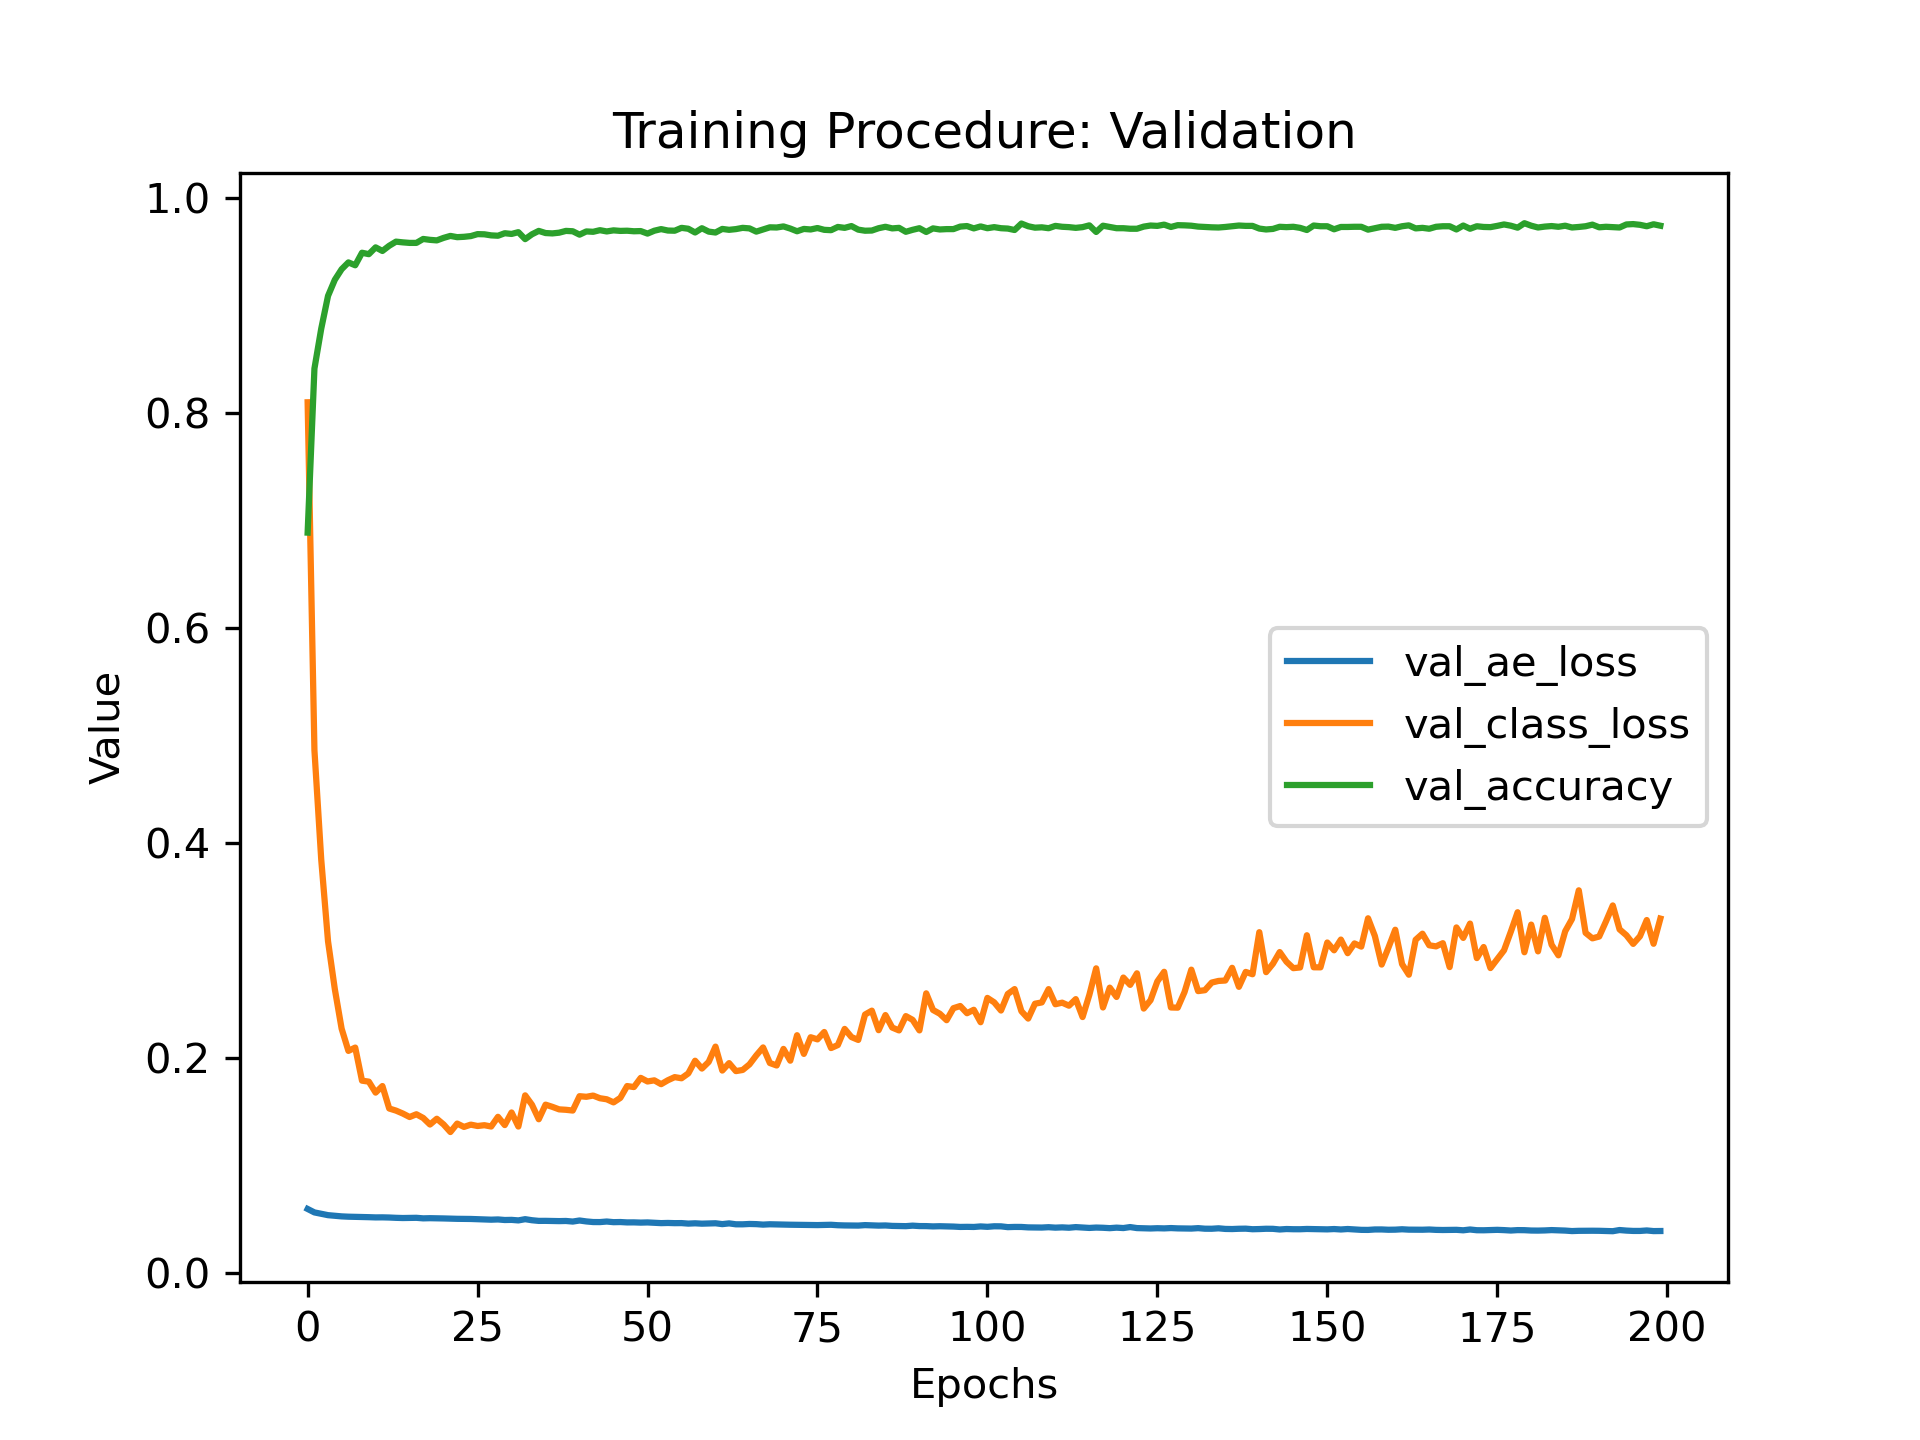 Training Procedure: Validation
1.0
0.8
0.6
0.4
0.2
0.0
Value
val_ae_loss
val_class_loss
val_accuracy
0 25 50 75 100 125 150 175 200
Epochs